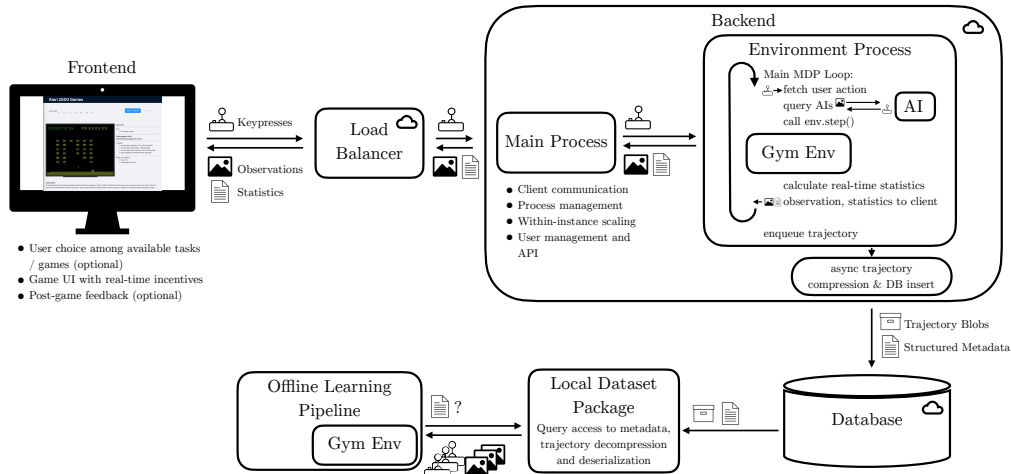 Backend
Frontend
Atari 2600 Games
Keypresses
Observations
Statistics
Load
Balancer
Main Process
Client communication
Process management
Within-instance scaling
User management and
API
Environment Process
Main MDP Loop:
fetch user action
query AIs
AI
call env.step()
Gym Env
calculate real-time statistics
observation, statistics to client
enqueue trajectory
async trajectory
compression & DB insert
User choice among available tasks
/ games (optional)
Game UI with real-time incentives
Post-game feedback (optional)
Trajectory Blobs
Structured Metadata
Offline Learning
Pipeline
Gym Env
?
Local Dataset
Package
Query access to metadata,
trajectory decompression
and deserialization
Database